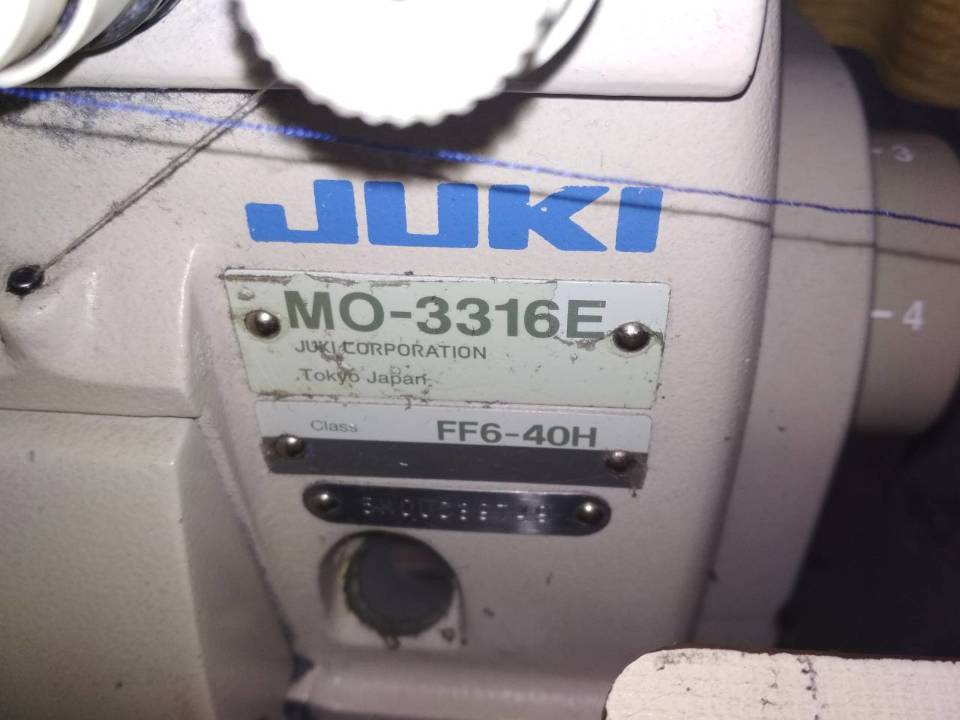 JUKI
MO-3316E
JUKI CORPORATION
Tokyo Japan
Class FF6-40H
- 3
- 4